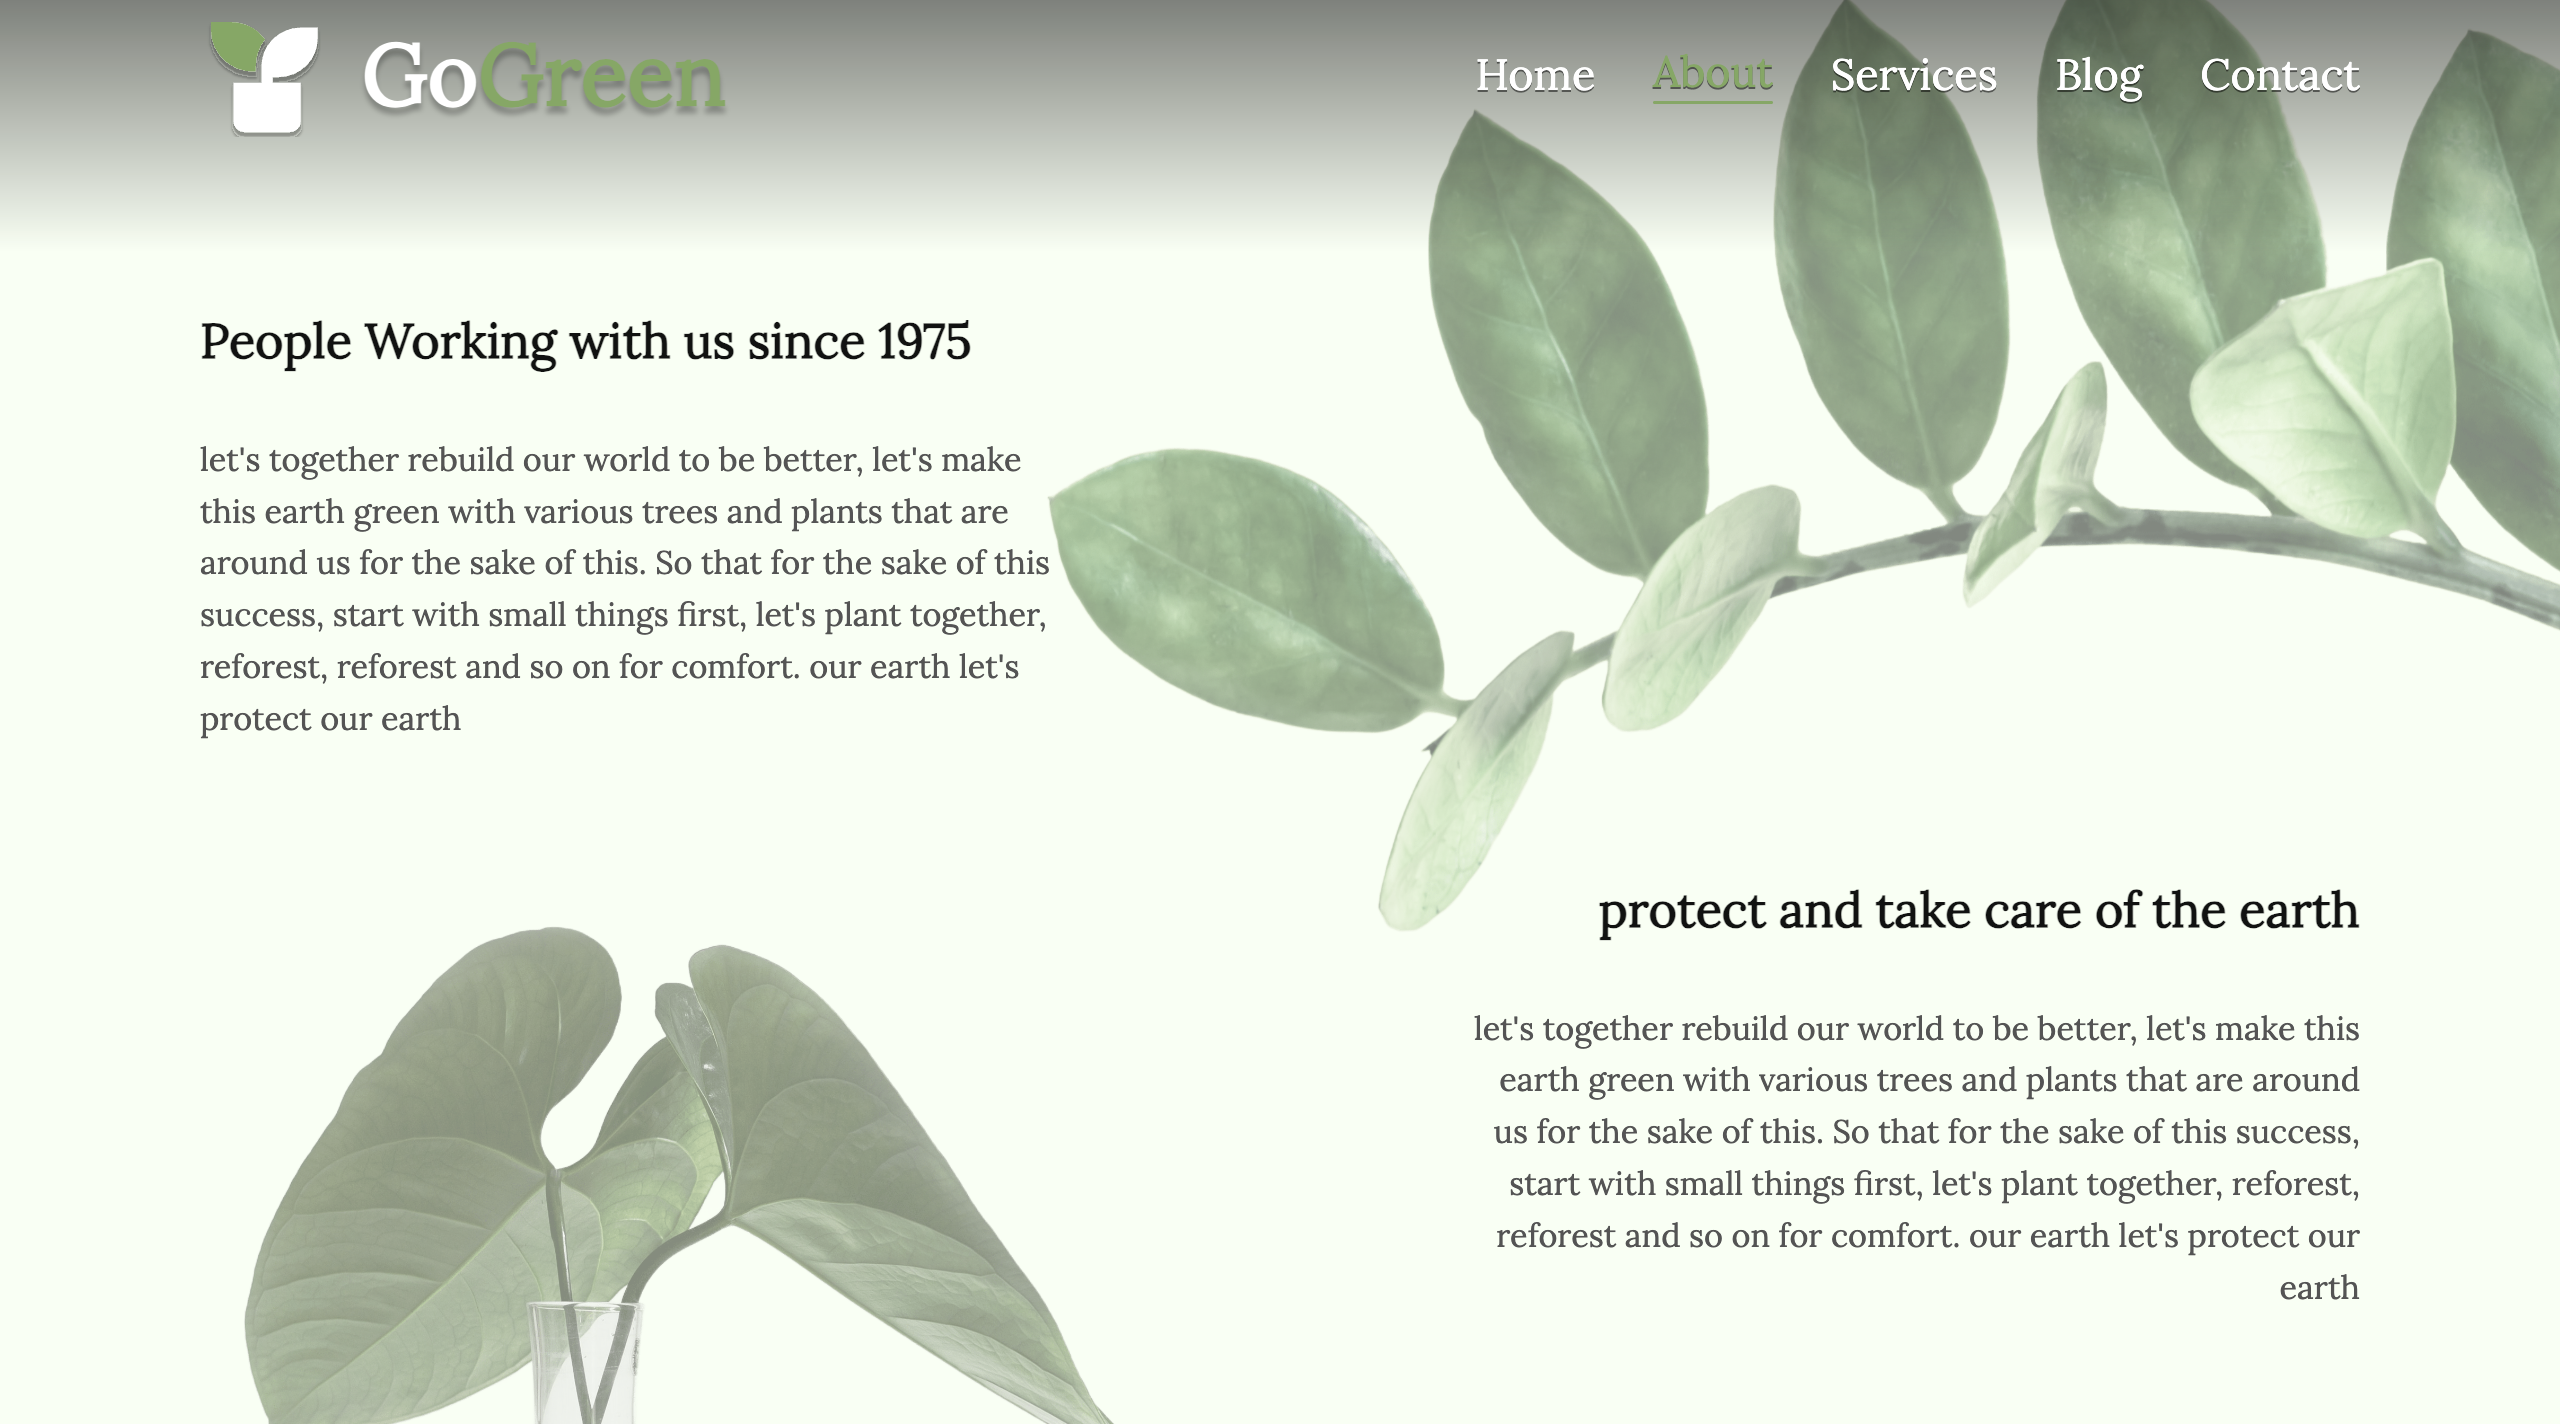 GoGreen
Home About Services Blog Contact
People Working with us since 1975
let's together rebuild our world to be better, let's make
this earth green with various trees and plants that are
around us for the sake of this. So that for the sake of this
success, start with small things first, let's plant together,
reforest, reforest and so on for comfort. our earth let's
protect our earth
protect and take care of the earth
let's together rebuild our world to be better, let's make this
earth green with various trees and plants that are around
us for the sake of this. So that for the sake of this success,
start with small things first, let's plant together, reforest,
reforest and so on for comfort. our earth let's protect our
earth